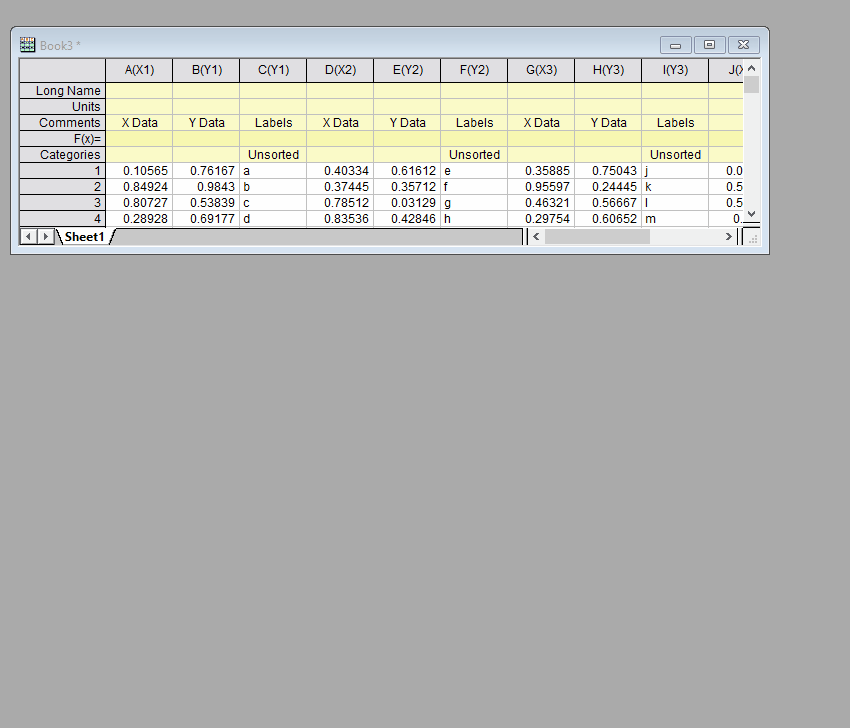 Book3 *
A(X1) B(Y1) C(Y1) D(X2) E(Y2) F(Y2) G(X3) H(Y3) I(Y3) J(X
Long Name
Units
Comments X Data Y Data Labels X Data Y Data Labels X Data Y Data Labels
F(x)=
Categories Unsorted Unsorted Unsorted
1 0.10565 0.76167 a 0.40334 0.61612 e 0.35885 0.75043 j 0.0
2 0.84924 0.9843 b 0.37445 0.35712 f 0.95597 0.24445 k 0.5
3 0.80727 0.53839 c 0.78512 0.03129 g 0.46321 0.56667 l 0.5
4 0.28928 0.69177 d 0.83536 0.42846 h 0.29754 0.60652 m 0.
Sheet1